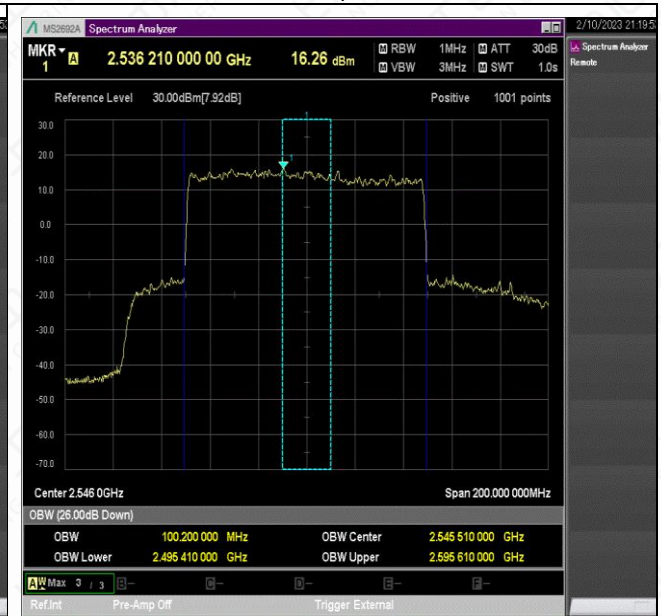 MS2692A Spectrum Analyzer 2/10/2023 21:19:5
MKR 1 A 2.536 210 000 00 GHz 16.26 dBm M RBW 1MHz M ATT 30dB
M VBW 3MHz M SWT 1.0s
Spectrum Analyzer
Remote
Reference Level 30.00dBm[7.92dB] Positive 1001 points
1
30.0
20.0
10.0
0.0
-10.0
-20.0
-30.0
-40.0
-50.0
-60.0
-70.0
Center 2.546 0GHz Span 200.000 000MHz
OBW (26.00dB Down)
OBW 100.200 000 MHz OBW Center 2.545 510 000 GHz
OBW Lower 2.495 410 000 GHz OBW Upper 2.595 610 000 GHz
A W Max 3 / 3 B- C- D- E- F-
Ref.Int Pre-Amp Off Trigger External